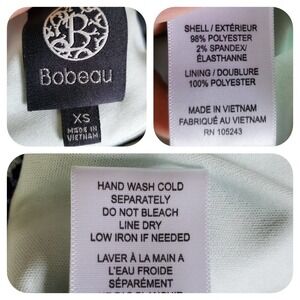 B
Bobeau
XS
MADE IN
VIETNAM
SHELL / EXTÉRIEUR
98% POLYESTER
2% SPANDEX/
ÉLASTHANNE
LINING / DOUBLURE
100% POLYESTER
MADE IN VIETNAM
FABRIQUÉ AU VIETNAM
RN 105243
HAND WASH COLD
SEPARATELY
DO NOT BLEACH
LINE DRY
LOW IRON IF NEEDED
LAVER À LA MAIN A
L'EAU FROIDE
SÉPARÉMENT